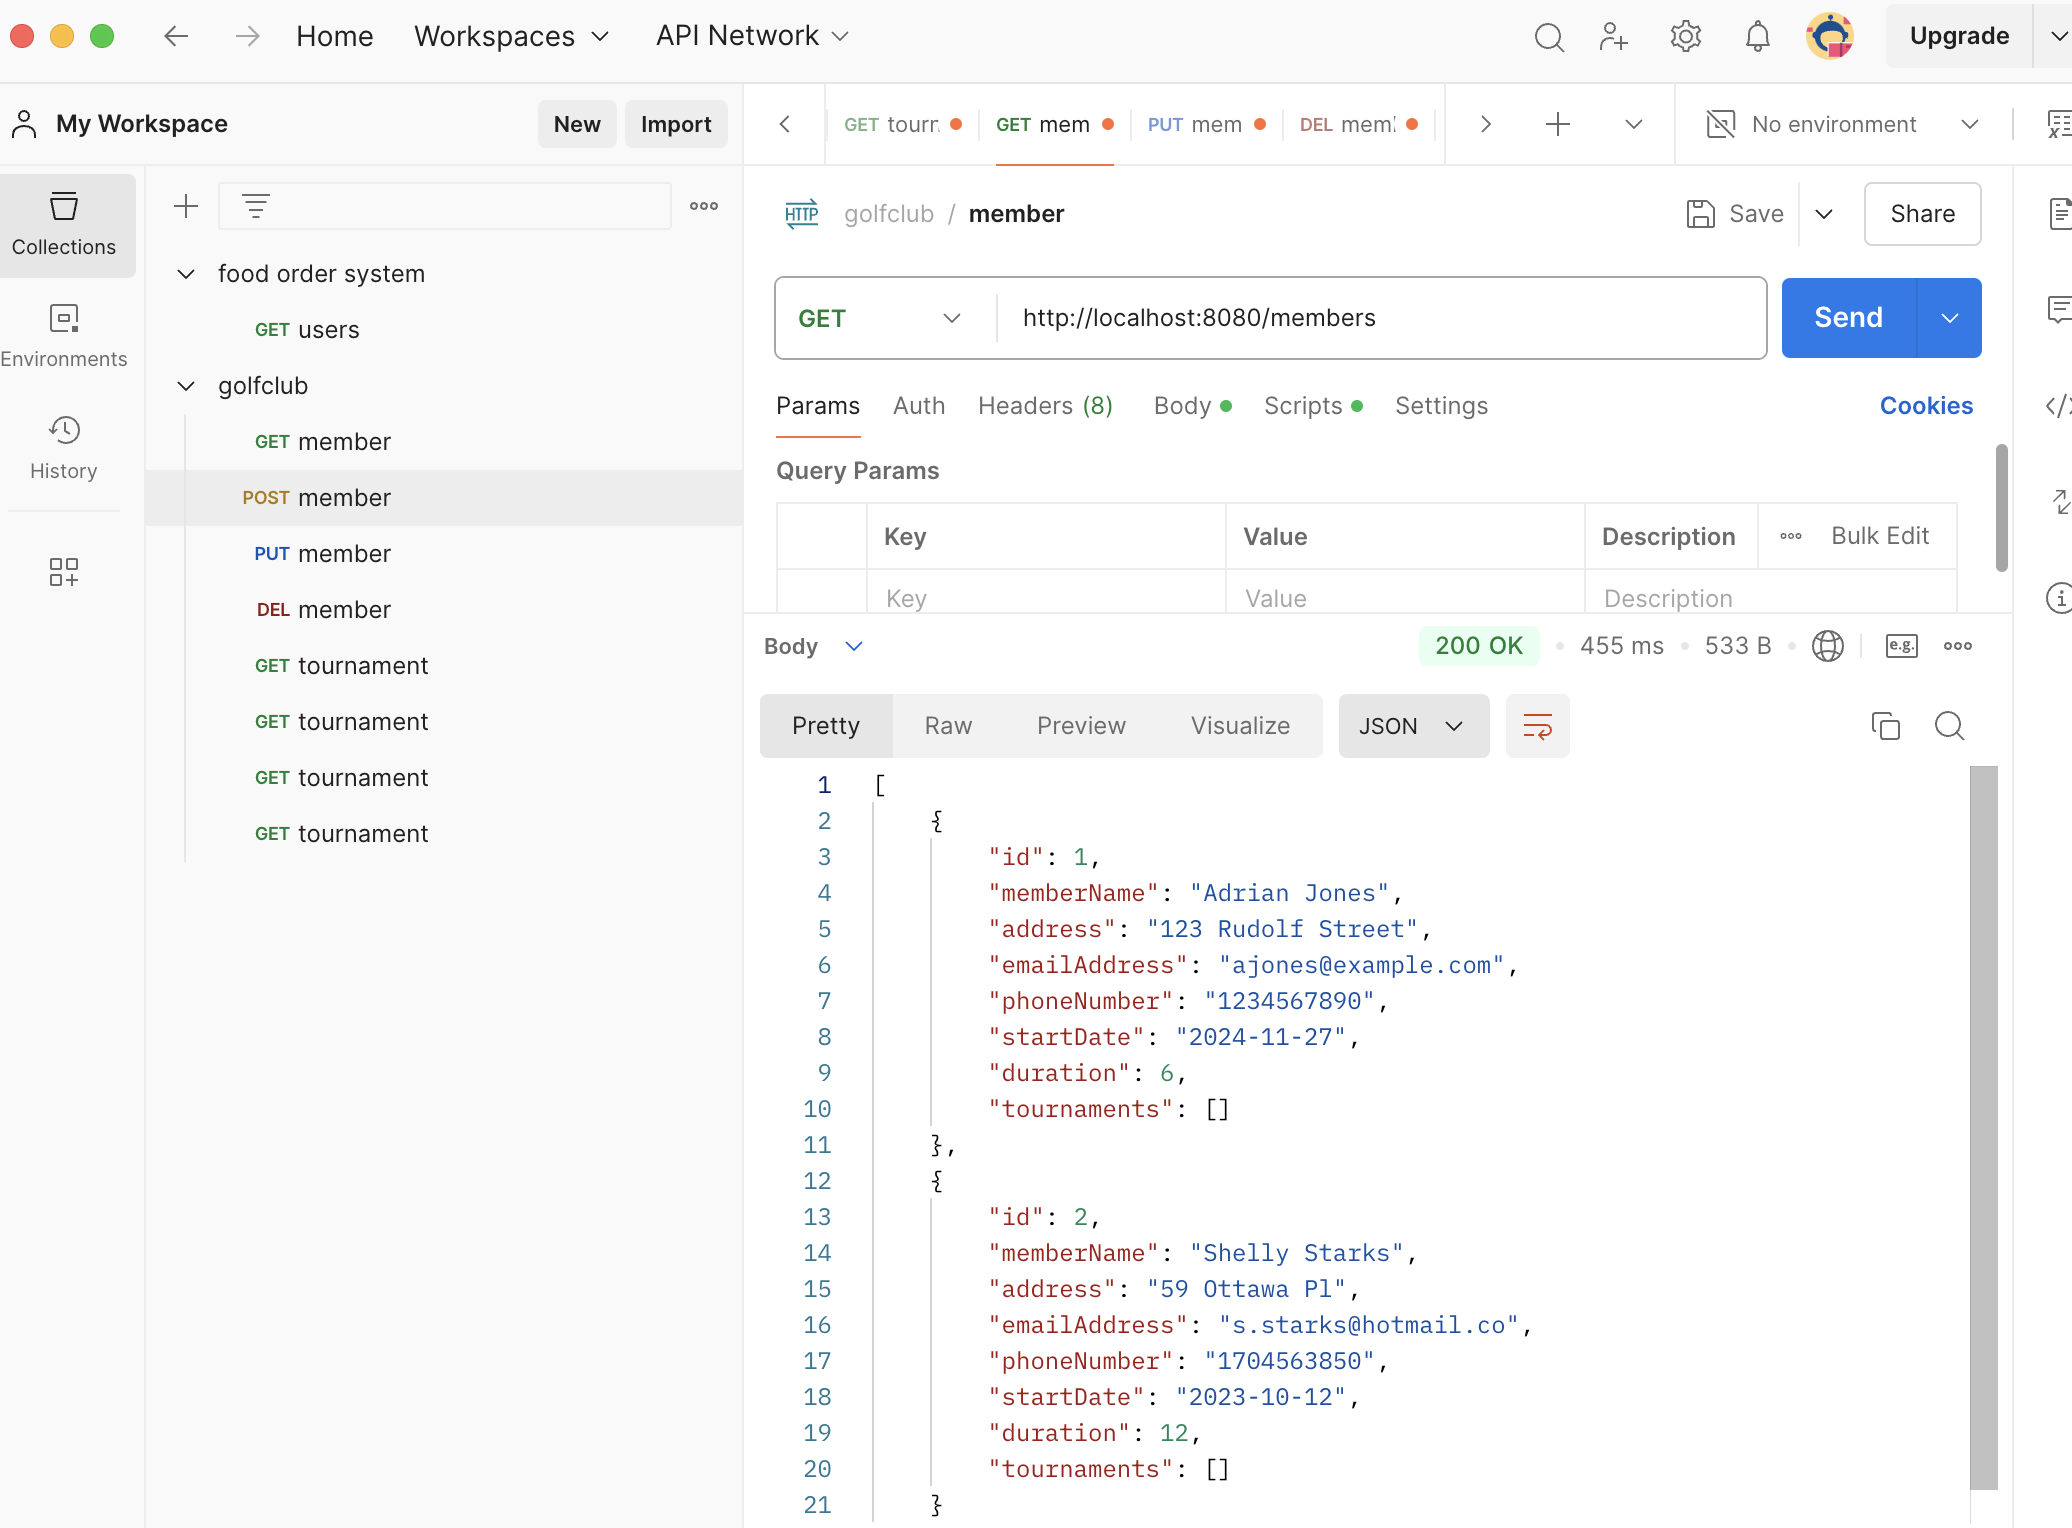 Home Workspaces API Network Upgrade
My Workspace New Import
GET tourn GET mem PUT mem DEL mem No environment
Collections
Environments
History
food order system
GET users
golfclub
GET member
POST member
PUT member
DEL member
GET tournament
GET tournament
GET tournament
GET tournament
HTTP golfclub / member Save Share
GET http://localhost:8080/members Send
Params Auth Headers (8) Body Scripts Settings Cookies
Query Params
Key Value Description Bulk Edit
Key Value Description
Body 200 OK 455 ms 533 B e.g.
Pretty Raw Preview Visualize JSON
1 [
2 {
3 "id": 1,
4 "memberName": "Adrian Jones",
5 "address": "123 Rudolf Street",
6 "emailAddress": "ajones@example.com",
7 "phoneNumber": "1234567890",
8 "startDate": "2024-11-27",
9 "duration": 6,
10 "tournaments": []
11 },
12 {
13 "id": 2,
14 "memberName": "Shelly Starks",
15 "address": "59 Ottawa Pl",
16 "emailAddress": "s.starks@hotmail.co",
17 "phoneNumber": "1704563850",
18 "startDate": "2023-10-12",
19 "duration": 12,
20 "tournaments": []
21 }